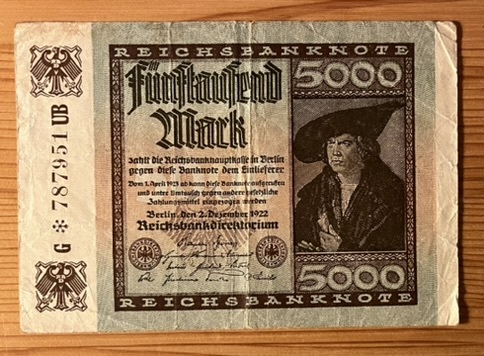 REICHSBANKNOTE
5000
Fünftausend
Mark
zahlt die Reichsbankhauptkasse in Berlin
gegen diese Banknote dem Einlieferer
Vom 1. April 1923 ab kann diese Banknote aufgerufen
und unter Umtausch gegen andere gesetzliche
Zahlungsmittel eingezogen werden
Berlin, den 2. Dezember 1922
Reichsbankdirektorium
5000
REICHSBANKNOTE
G * 787951 UB